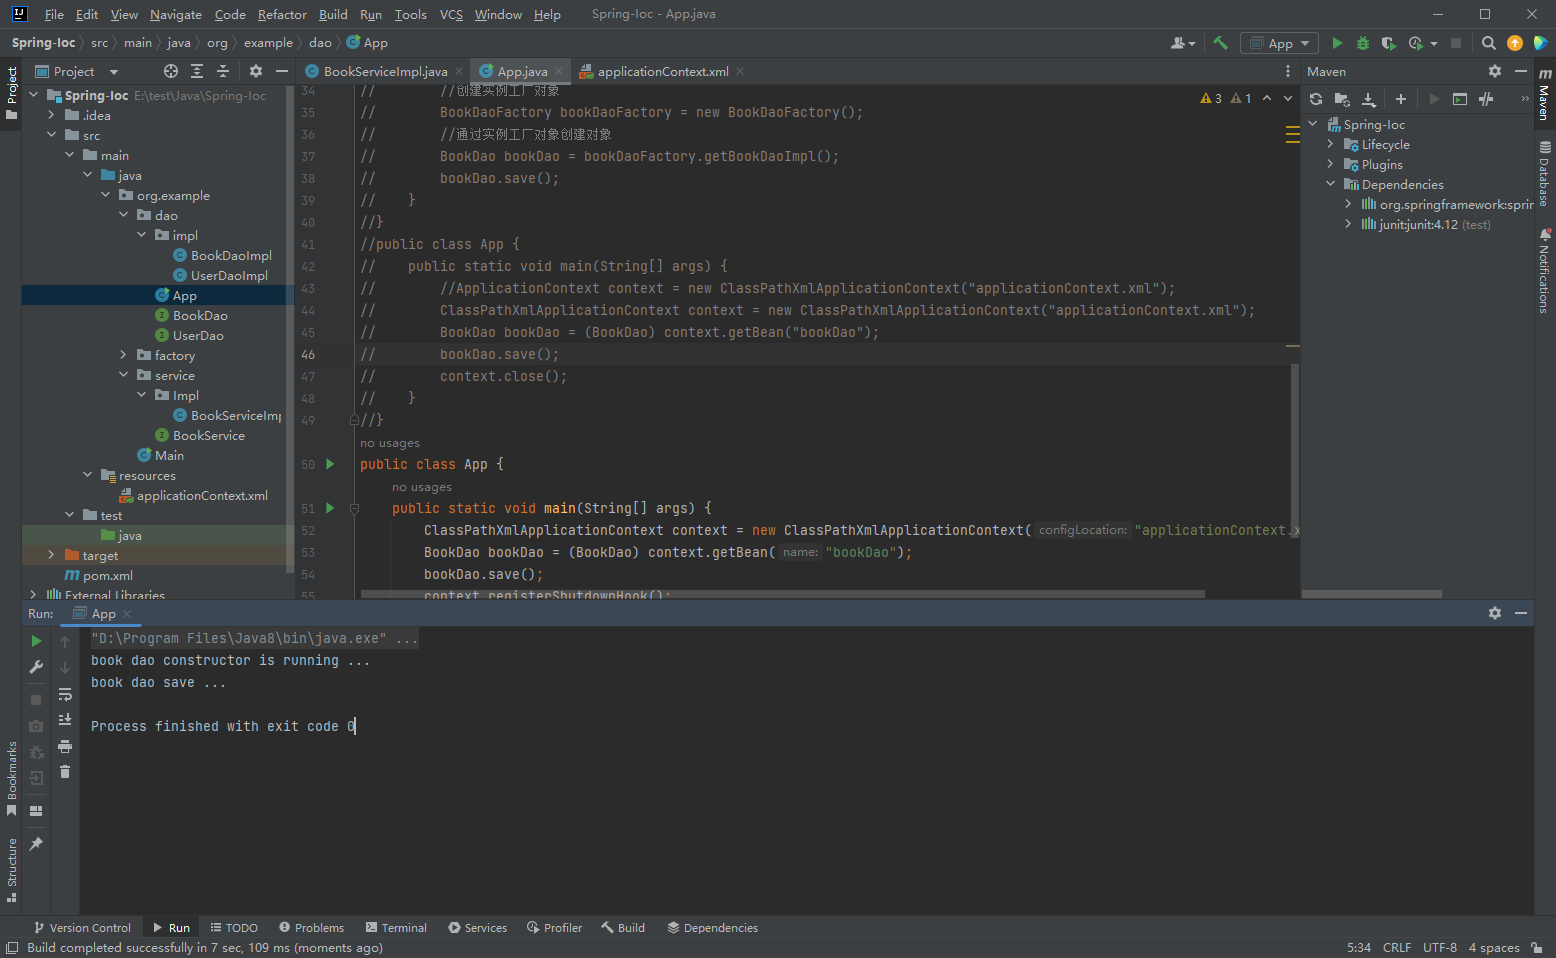 File Edit View Navigate Code Refactor Build Run Tools VCS Window Help Spring-Ioc - App.java
Spring-Ioc src main java org example dao App
App
Project
BookServiceImpl.java App.java applicationContext.xml
Maven
Project
Spring-Ioc E:\test\Java\Spring-Ioc
.idea
src
main
java
org.example
dao
impl
BookDaoImpl
UserDaoImpl
App
BookDao
UserDao
factory
service
Impl
BookServiceImp
BookService
Main
resources
applicationContext.xml
test
java
target
pom.xml
External Libraries
34 // //创建实例工厂对象
35 // BookDaoFactory bookDaoFactory = new BookDaoFactory();
36 // //通过实例工厂对象创建对象
37 // BookDao bookDao = bookDaoFactory.getBookDaoImpl();
38 // bookDao.save();
39 // }
40 //}
41 //public class App {
42 // public static void main(String[] args) {
43 // //ApplicationContext context = new ClassPathXmlApplicationContext("applicationContext.xml");
44 // ClassPathXmlApplicationContext context = new ClassPathXmlApplicationContext("applicationContext.xml");
45 // BookDao bookDao = (BookDao) context.getBean("bookDao");
46 // bookDao.save();
47 // context.close();
48 // }
49 //}
no usages
50 public class App {
no usages
51 public static void main(String[] args) {
52 ClassPathXmlApplicationContext context = new ClassPathXmlApplicationContext( configLocation: "applicationContext.x
53 BookDao bookDao = (BookDao) context.getBean( name: "bookDao");
54 bookDao.save();
55 context.registerShutdownHook();
3 1
Spring-Ioc
Lifecycle
Plugins
Dependencies
org.springframework:sprin
junit:junit:4.12 (test)
m
Maven
Database
Notifications
Run: App
"D:\Program Files\Java8\bin\java.exe" ...
book dao constructor is running ...
book dao save ...
Process finished with exit code 0
Bookmarks
Structure
Version Control Run TODO Problems Terminal Services Profiler Build Dependencies
Build completed successfully in 7 sec, 109 ms (moments ago)
5:34 CRLF UTF-8 4 spaces